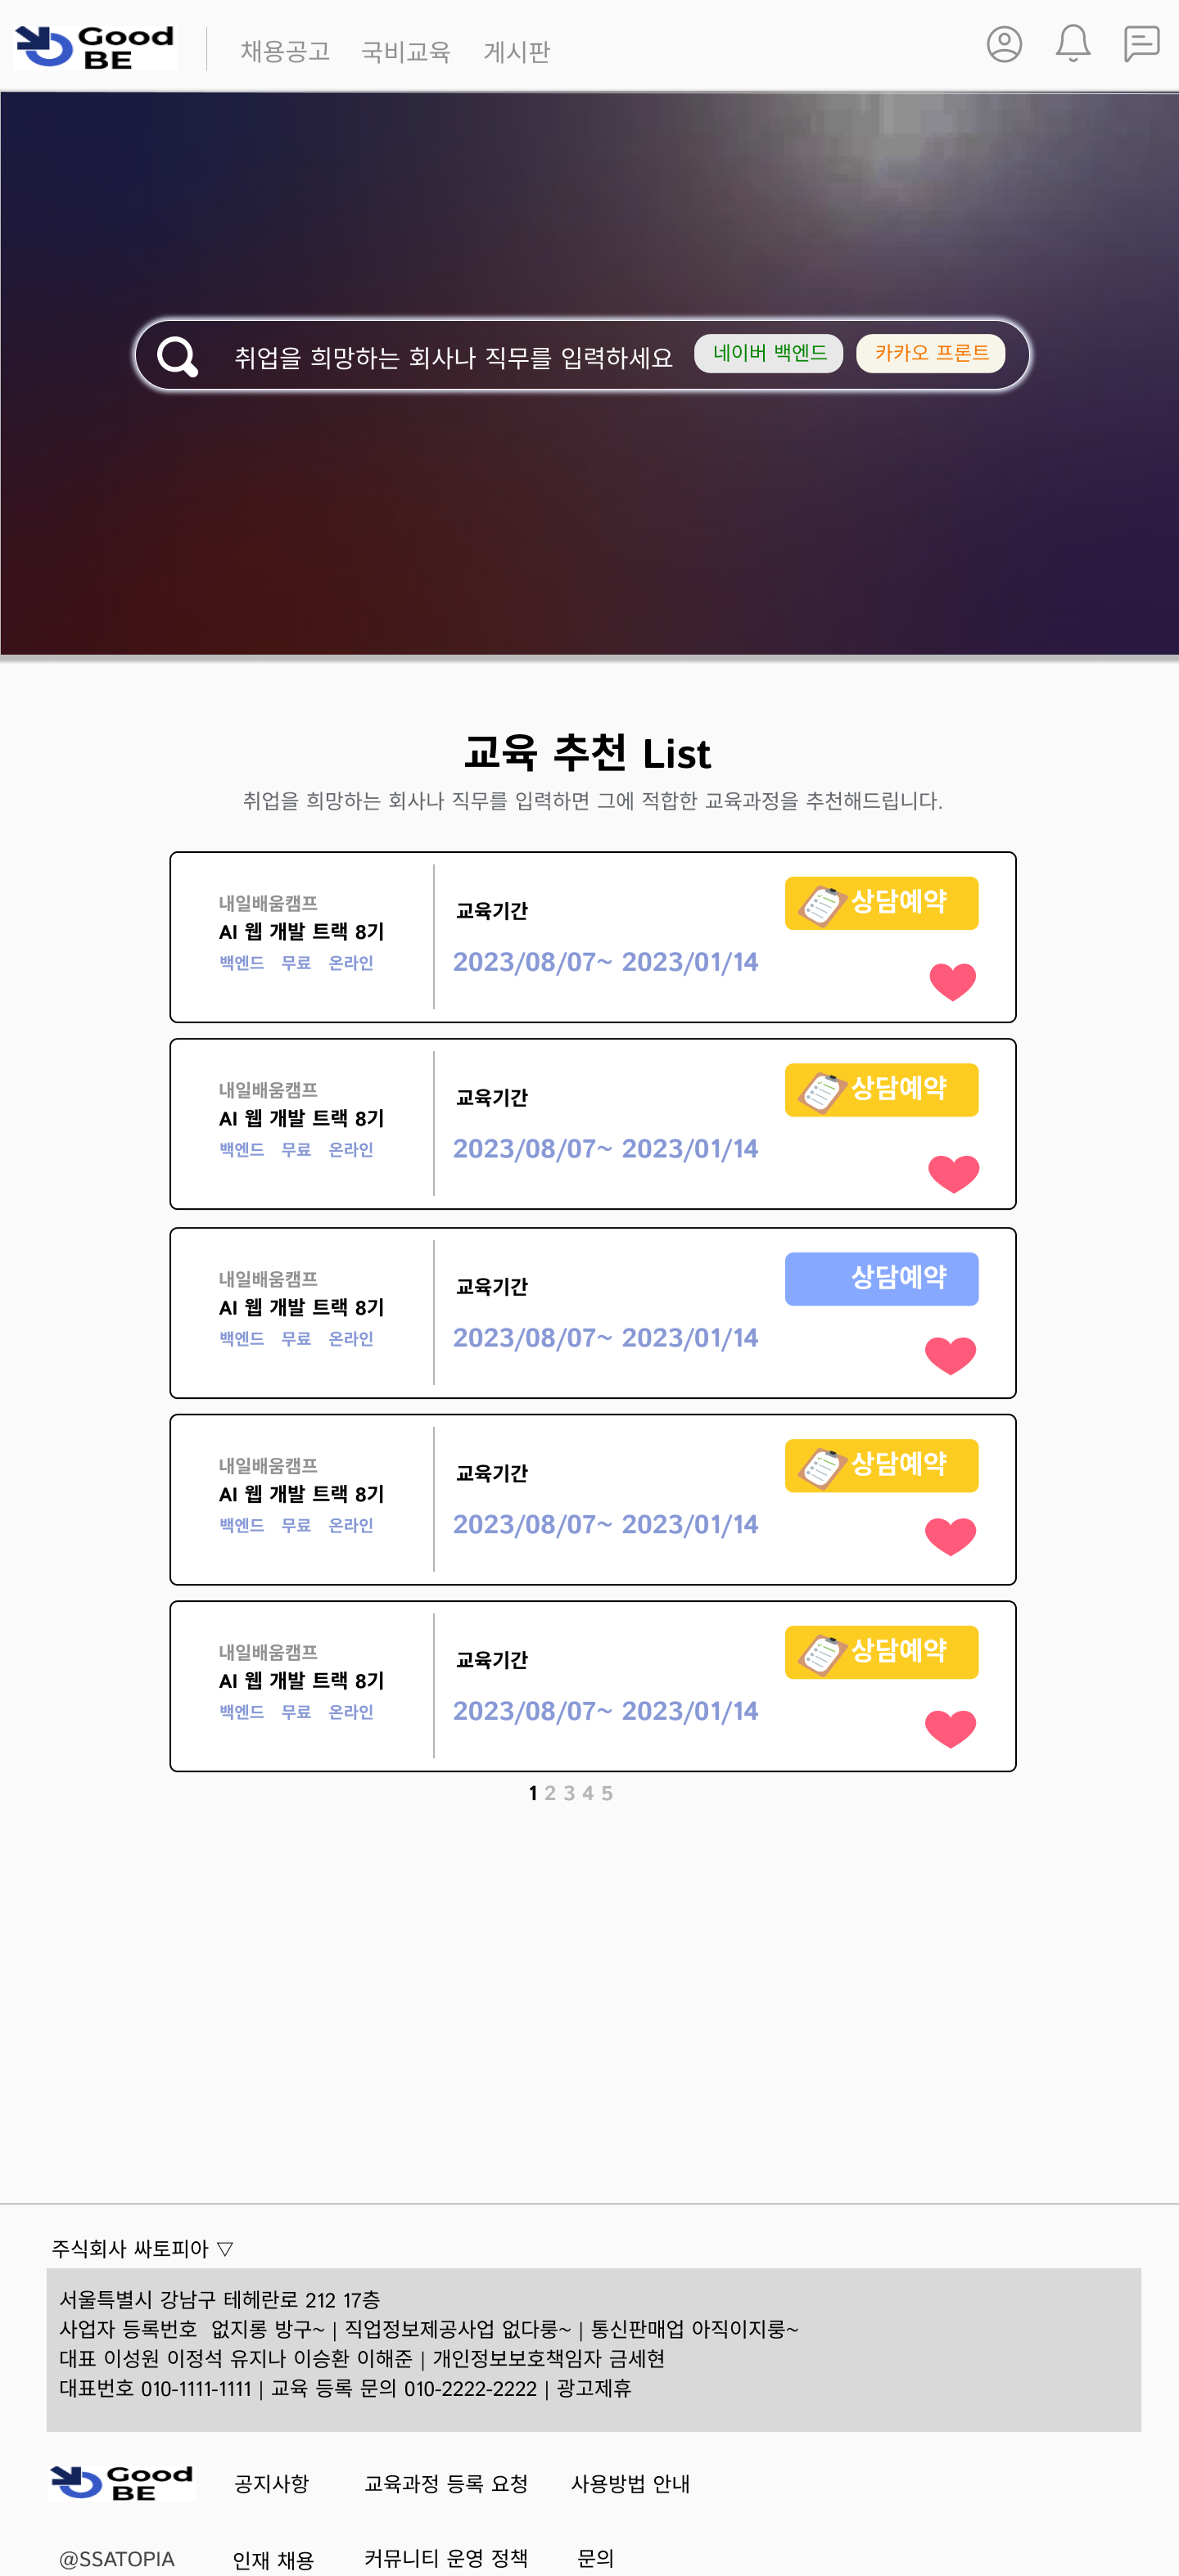 Good
BE
채용공고 국비교육 게시판
취업을 희망하는 회사나 직무를 입력하세요 네이버 백엔드 카카오 프론트
교육 추천 List
취업을 희망하는 회사나 직무를 입력하면 그에 적합한 교육과정을 추천해드립니다.
내일배움캠프
AI 웹 개발 트랙 8기
백엔드 무료 온라인
교육기간
2023/08/07~ 2023/01/14
상담예약
내일배움캠프
AI 웹 개발 트랙 8기
백엔드 무료 온라인
교육기간
2023/08/07~ 2023/01/14
상담예약
내일배움캠프
AI 웹 개발 트랙 8기
백엔드 무료 온라인
교육기간
2023/08/07~ 2023/01/14
상담예약
내일배움캠프
AI 웹 개발 트랙 8기
백엔드 무료 온라인
교육기간
2023/08/07~ 2023/01/14
상담예약
내일배움캠프
AI 웹 개발 트랙 8기
백엔드 무료 온라인
교육기간
2023/08/07~ 2023/01/14
상담예약
1 2 3 4 5
주식회사 싸토피아 ▽
서울특별시 강남구 테헤란로 212 17층
사업자 등록번호 없지롱 방구~ | 직업정보제공사업 없다룽~ | 통신판매업 아직이지룽~
대표 이성원 이정석 유지나 이승환 이해준 | 개인정보보호책임자 금세현
대표번호 010-1111-1111 | 교육 등록 문의 010-2222-2222 | 광고제휴
Good
BE
공지사항 교육과정 등록 요청 사용방법 안내
@SSATOPIA 인재 채용 커뮤니티 운영 정책 문의